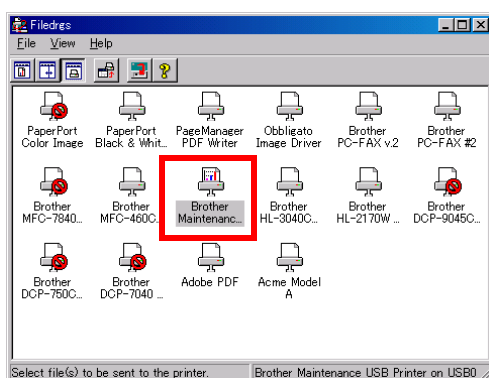 Filedrgs
File View Help
PaperPort
Color Image
PaperPort
Black & Whit...
PageManager
PDF Writer
Obbligato
Image Driver
Brother
PC-FAX v.2
Brother
PC-FAX #2
Brother
MFC-7840...
Brother
MFC-460C...
Brother
Maintenanc...
Brother
HL-3040C...
Brother
HL-2170W ...
Brother
DCP-9045C...
Brother
DCP-750C...
Brother
DCP-7040 ...
Adobe PDF
Acme Model
A
Select file(s) to be sent to the printer.
Brother Maintenance USB Printer on USB0